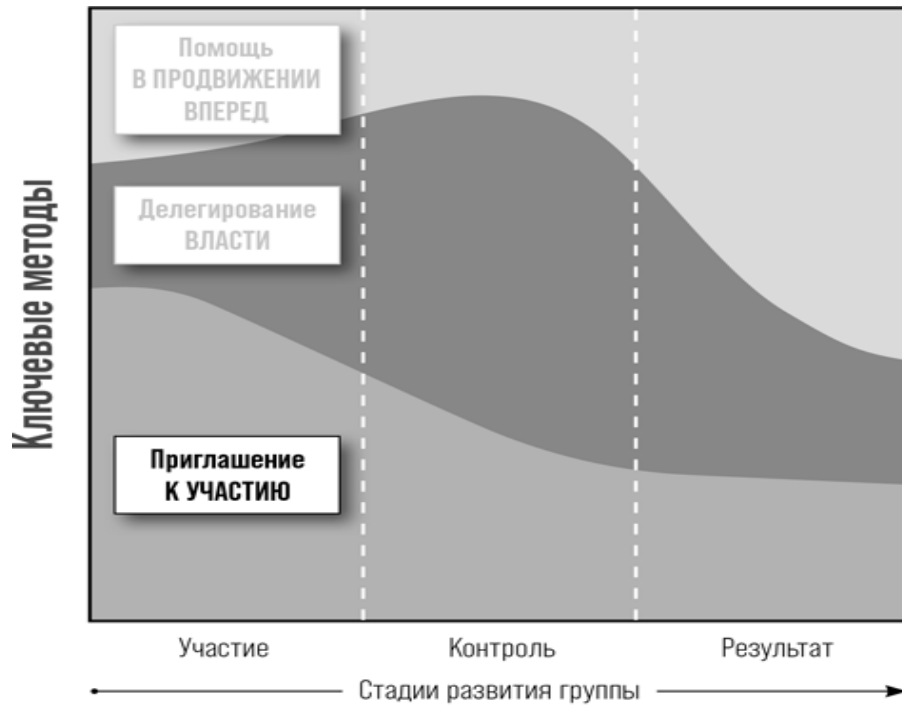 Ключевые методы
Помощь
В ПРОДВИЖЕНИИ
ВПЕРЕД
Делегирование
ВЛАСТИ
Приглашение
К УЧАСТИЮ
Участие
Контроль
Результат
Стадии развития группы